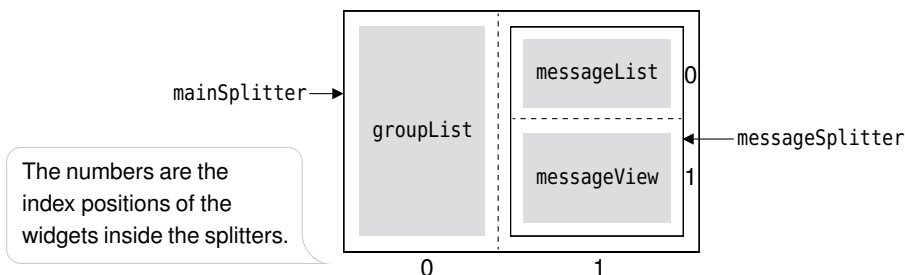 mainSplitter
groupList
messageList
0
messageSplitter
messageView
1
The numbers are the
index positions of the
widgets inside the splitters.
0
1